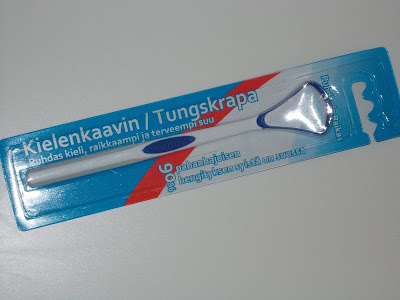 Kielenkaavin / Tungskrapa
Puhdas kieli, raikkaampi ja terveempi suu
90%
pahanhajuisen
hengityksen syistä on suussa